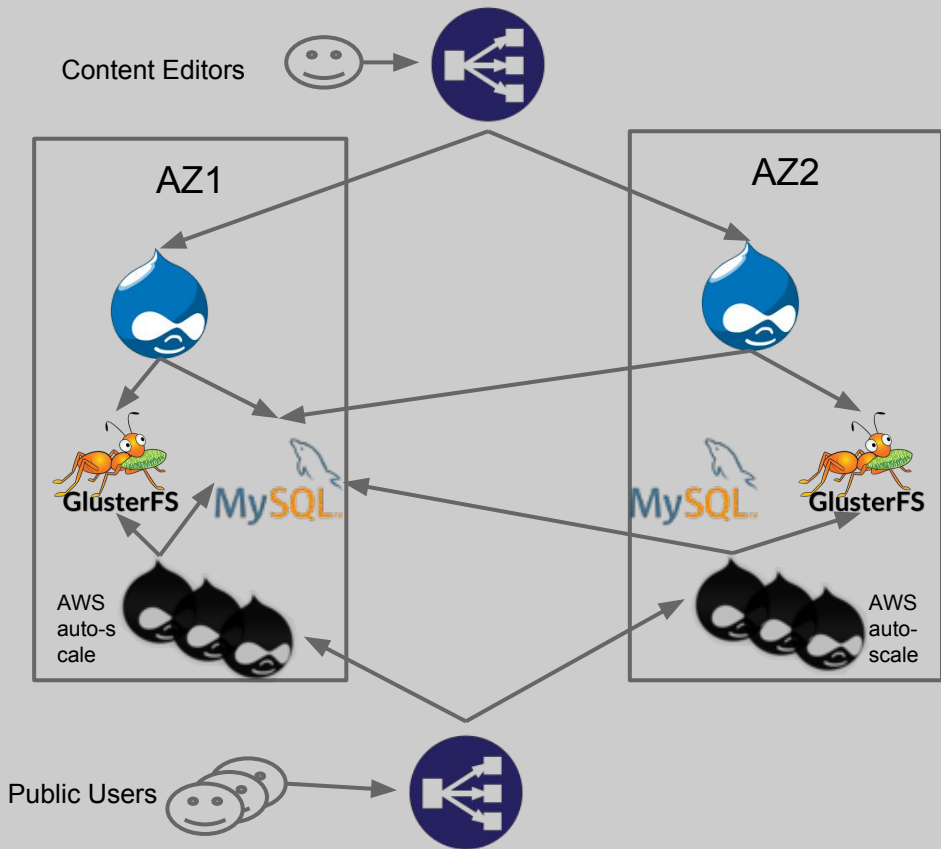 Content Editors
AZ1
AZ2
GlusterFS
MySQL
MySQL
GlusterFS
AWS
auto-s
cale
AWS
auto-
scale
Public Users